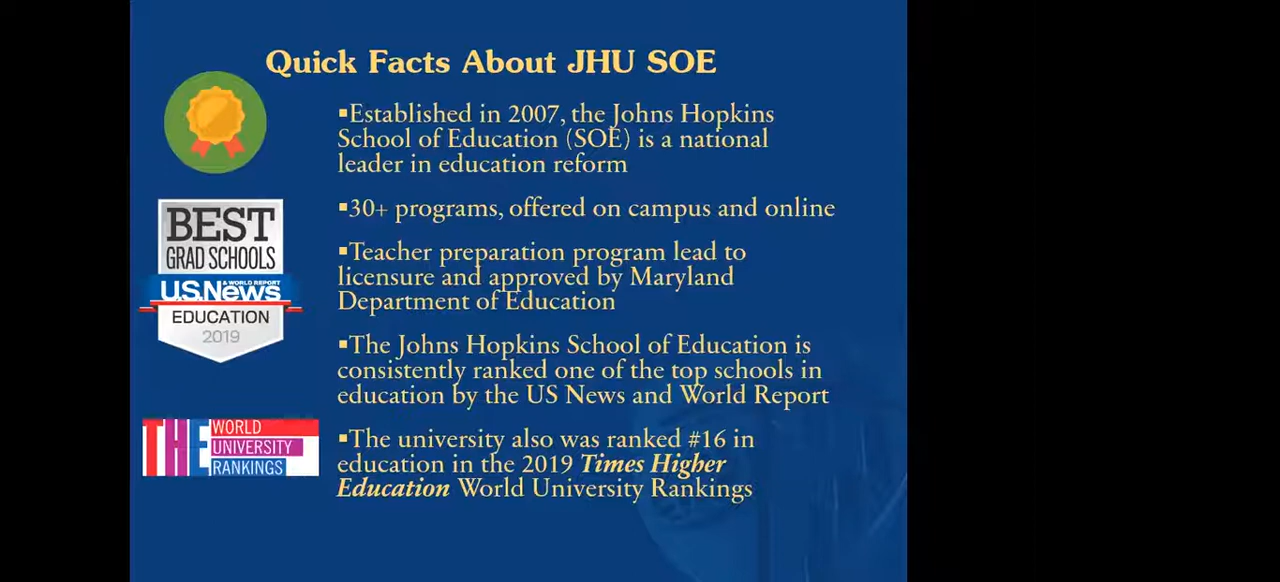 Quick Facts About JHU SOE
▪Established in 2007, the Johns Hopkins
School of Education (SOE) is a national
leader in education reform
▪30+ programs, offered on campus and online
▪Teacher preparation program lead to
licensure and approved by Maryland
Department of Education
▪The Johns Hopkins School of Education is
consistently ranked one of the top schools in
education by the US News and World Report
▪The university also was ranked #16 in
education in the 2019 Times Higher
Education World University Rankings
BEST
GRAD SCHOOLS
U.S.News & WORLD REPORT
EDUCATION
2019
THE
WORLD
UNIVERSITY
RANKINGS